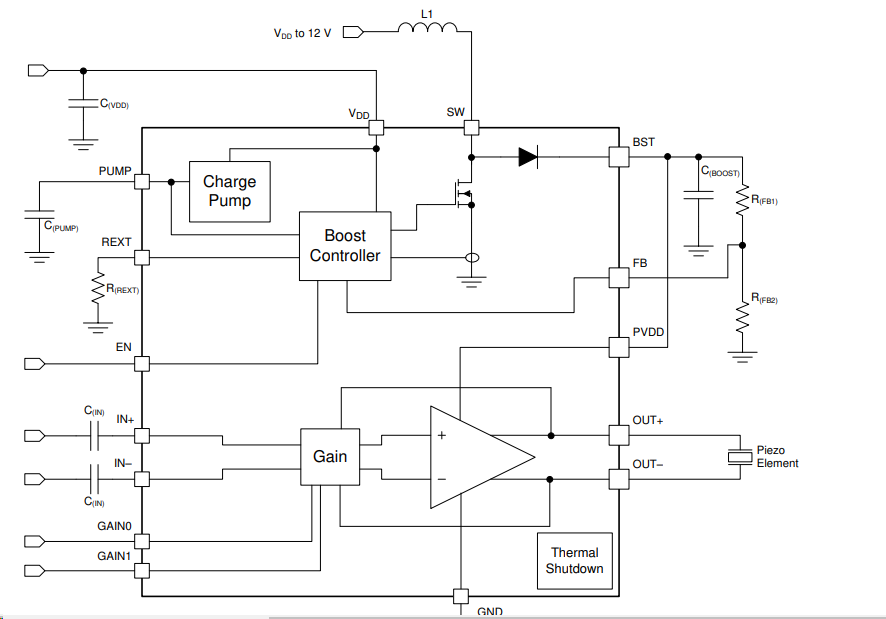 L1
VDD to 12 V
C(VDD)
VDD
SW
BST
PUMP
Charge
Pump
C(BOOST)
R(FB1)
C(PUMP)
REXT
Boost
Controller
FB
R(REXT)
R(FB2)
PVDD
EN
C(IN)
IN+
OUT+
+
Gain
Piezo
Element
IN–
OUT–
–
C(IN)
GAIN0
GAIN1
Thermal
Shutdown
GND